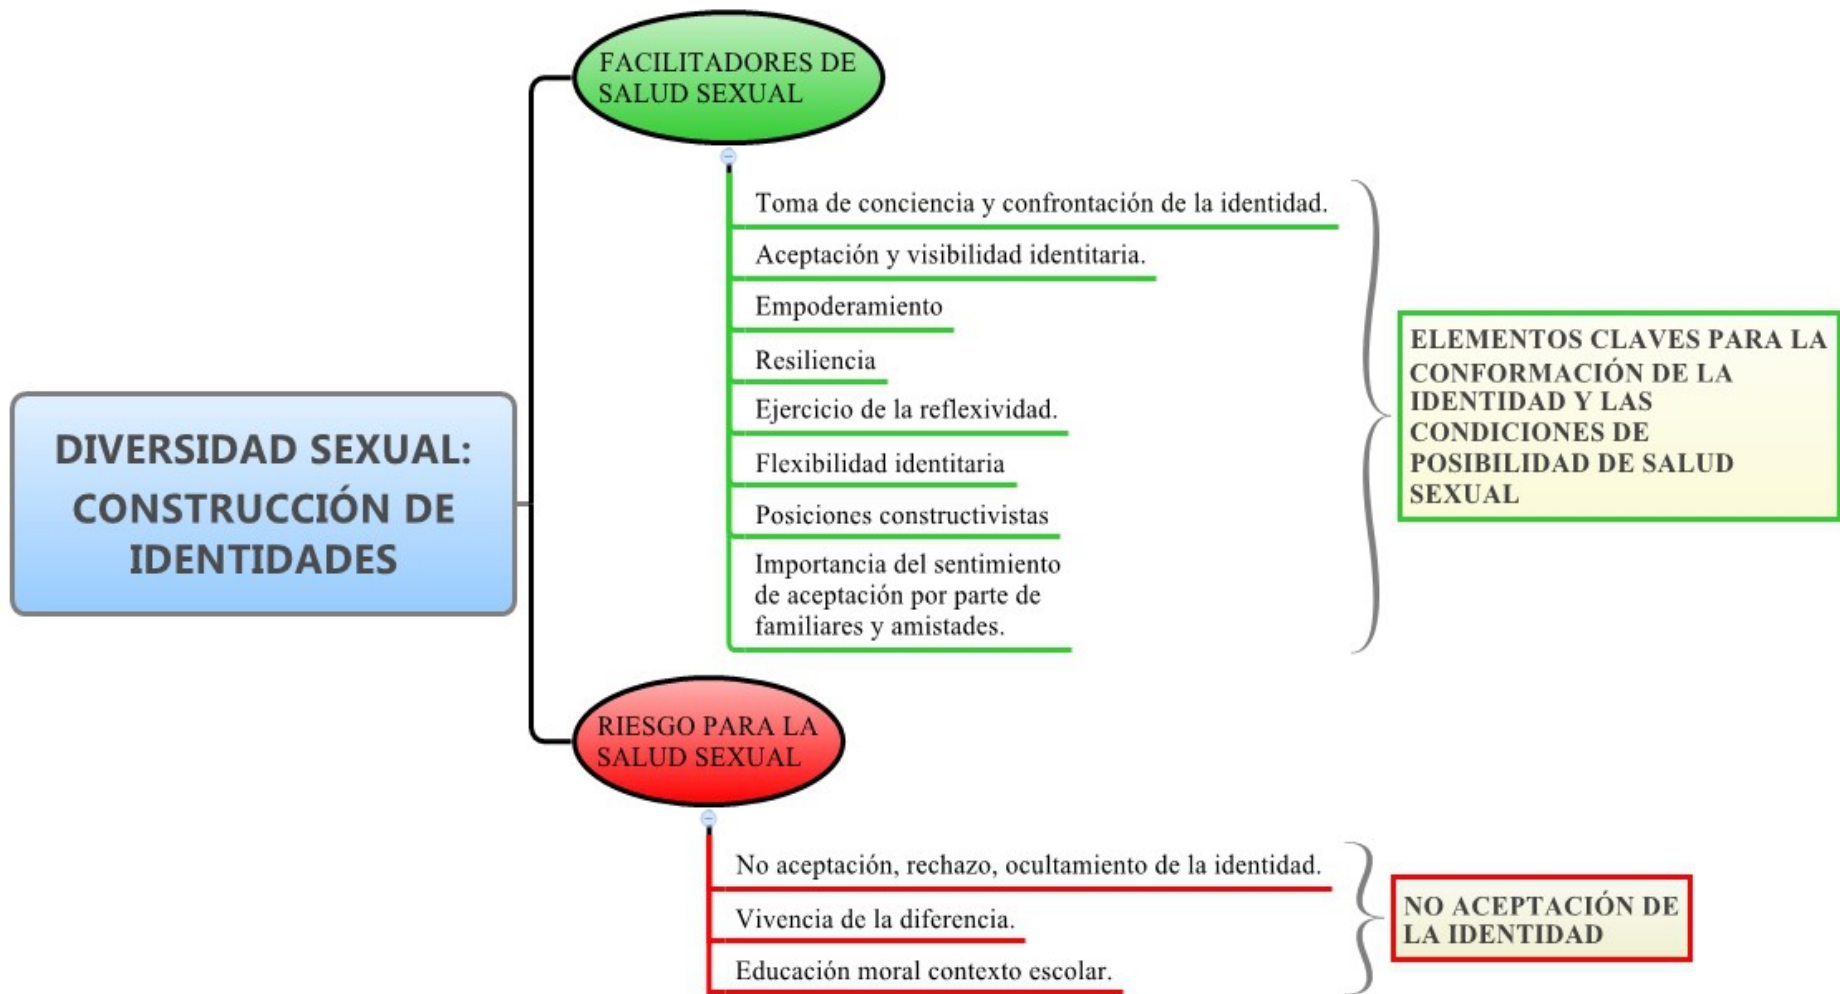 DIVERSIDAD SEXUAL:
CONSTRUCCIÓN DE
IDENTIDADES
FACILITADORES DE
SALUD SEXUAL
Toma de conciencia y confrontación de la identidad.
Aceptación y visibilidad identitaria.
Empoderamiento
Resiliencia
Ejercicio de la reflexividad.
Flexibilidad identitaria
Posiciones constructivistas
Importancia del sentimiento
de aceptación por parte de
familiares y amistades.
ELEMENTOS CLAVES PARA LA
CONFORMACIÓN DE LA
IDENTIDAD Y LAS
CONDICIONES DE
POSIBILIDAD DE SALUD
SEXUAL
RIESGO PARA LA
SALUD SEXUAL
No aceptación, rechazo, ocultamiento de la identidad.
Vivencia de la diferencia.
Educación moral contexto escolar.
NO ACEPTACIÓN DE
LA IDENTIDAD